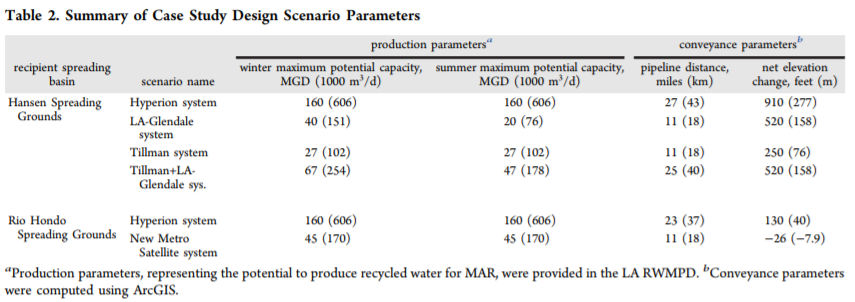 Table 2. Summary of Case Study Design Scenario Parameters
production parametersᵃ conveyance parametersᵇ
recipient spreading winter maximum potential capacity, summer maximum potential capacity, pipeline distance, net elevation
basin scenario name MGD (1000 m³/d) MGD (1000 m³/d) miles (km) change, feet (m)
Hansen Spreading Hyperion system 160 (606) 160 (606) 27 (43) 910 (277)
Grounds LA-Glendale 40 (151) 20 (76) 11 (18) 520 (158)
system
Tillman system 27 (102) 27 (102) 11 (18) 250 (76)
Tillman+LA- 67 (254) 47 (178) 25 (40) 520 (158)
Glendale sys.
Rio Hondo Hyperion system 160 (606) 160 (606) 23 (37) 130 (40)
Spreading Grounds New Metro 45 (170) 45 (170) 11 (18) −26 (−7.9)
Satellite system
ᵃProduction parameters, representing the potential to produce recycled water for MAR, were provided in the LA RWMPD. ᵇConveyance parameters
were computed using ArcGIS.